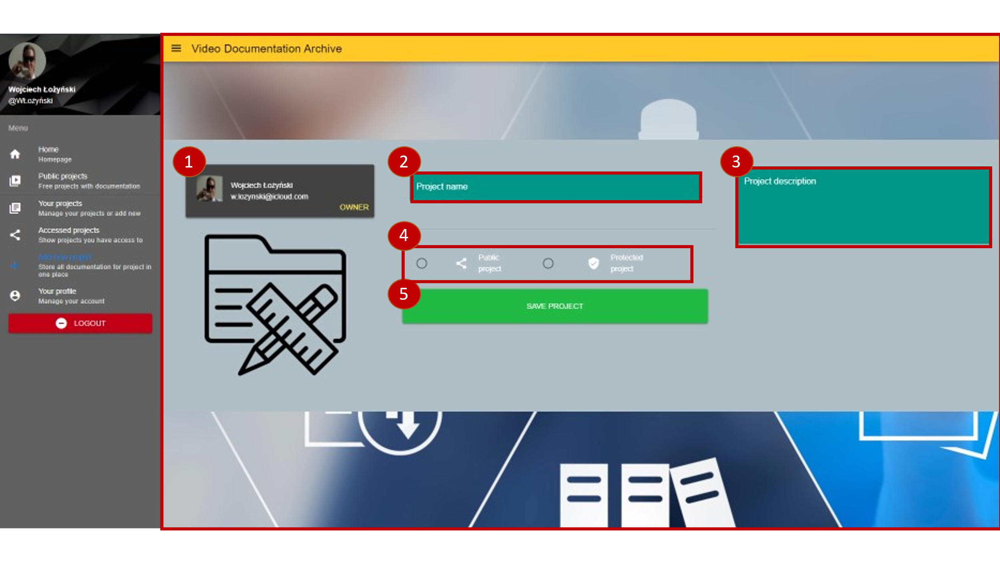 Wojciech Łożyński
@WŁożyński
Menu
Home
Homepage
Public projects
Free projects with documentation
Your projects
Manage your projects or add new
Accessed projects
Show projects you have access to
Add new project
Store all documentation for project in
one place
Your profile
Manage your account
LOGOUT
Video Documentation Archive
1
Wojciech Łożyński
w.lozynski@icloud.com
OWNER
2
Project name
3
Project description
4
Public
project
Protected
project
5
SAVE PROJECT